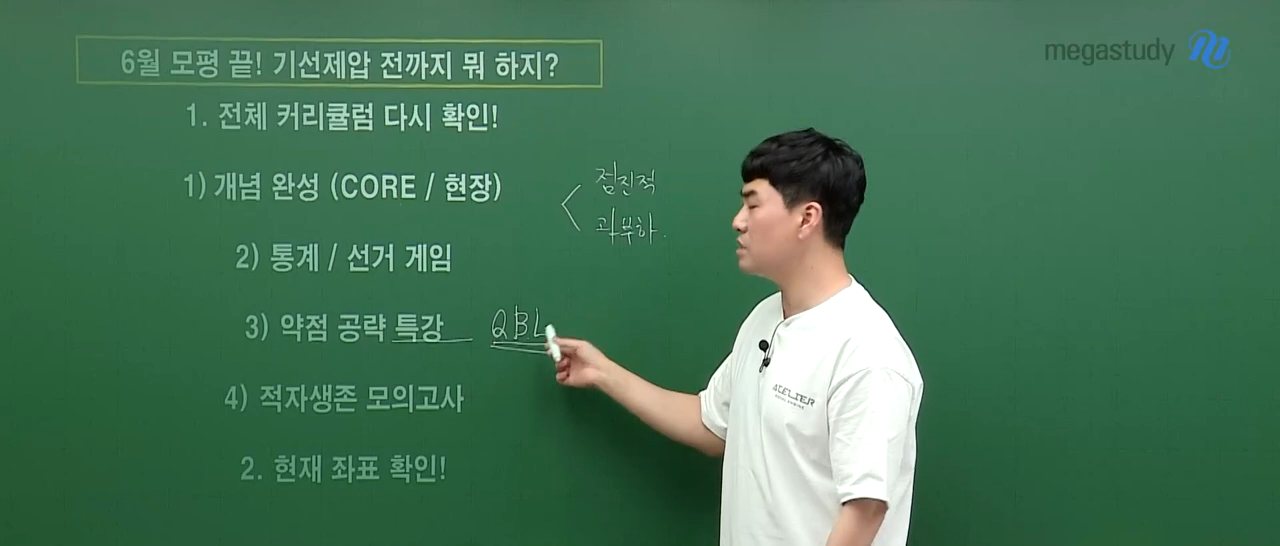 6월 모평 끝! 기선제압 전까지 뭐 하지?
megastudy
1. 전체 커리큘럼 다시 확인!
1) 개념 완성 (CORE / 현장)
점진적
과부하.
2) 통계 / 선거 게임
3) 약점 공략 특강 QBL
4) 적자생존 모의고사
2. 현재 좌표 확인!
ATELIER